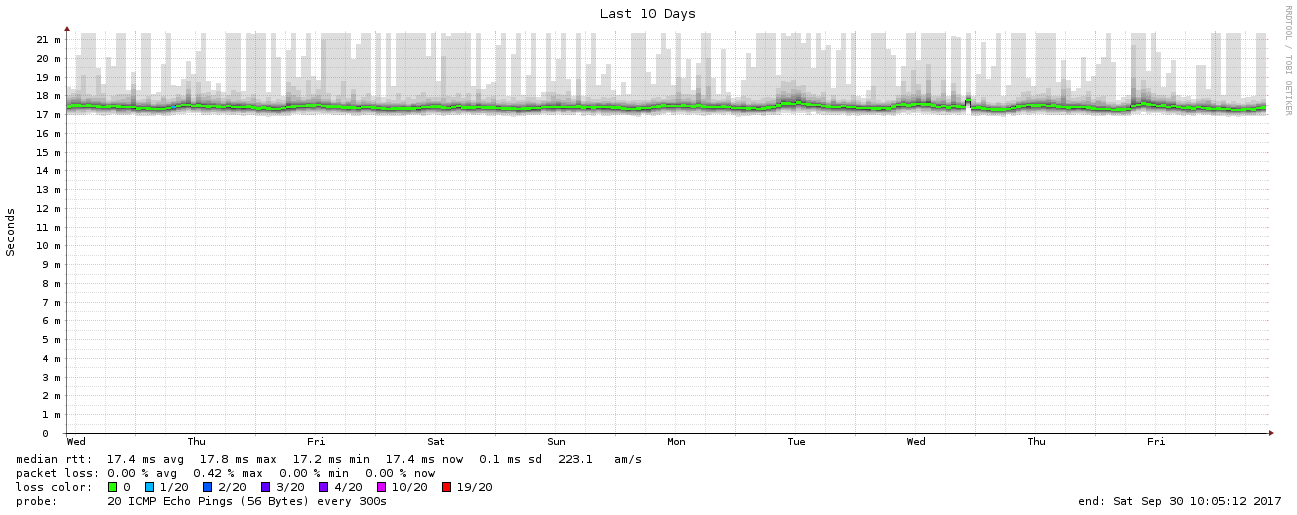 Last 10 Days
RRDTOOL / TOBI OETIKER
Seconds
21 m
20 m
19 m
18 m
17 m
16 m
15 m
14 m
13 m
12 m
11 m
10 m
9 m
8 m
7 m
6 m
5 m
4 m
3 m
2 m
1 m
0
Wed Thu Fri Sat Sun Mon Tue Wed Thu Fri
median rtt: 17.4 ms avg 17.8 ms max 17.2 ms min 17.4 ms now 0.1 ms sd 223.1 am/s
packet loss: 0.00 % avg 0.42 % max 0.00 % min 0.00 % now
loss color: 0 1/20 2/20 3/20 4/20 10/20 19/20
probe: 20 ICMP Echo Pings (56 Bytes) every 300s end: Sat Sep 30 10:05:12 2017